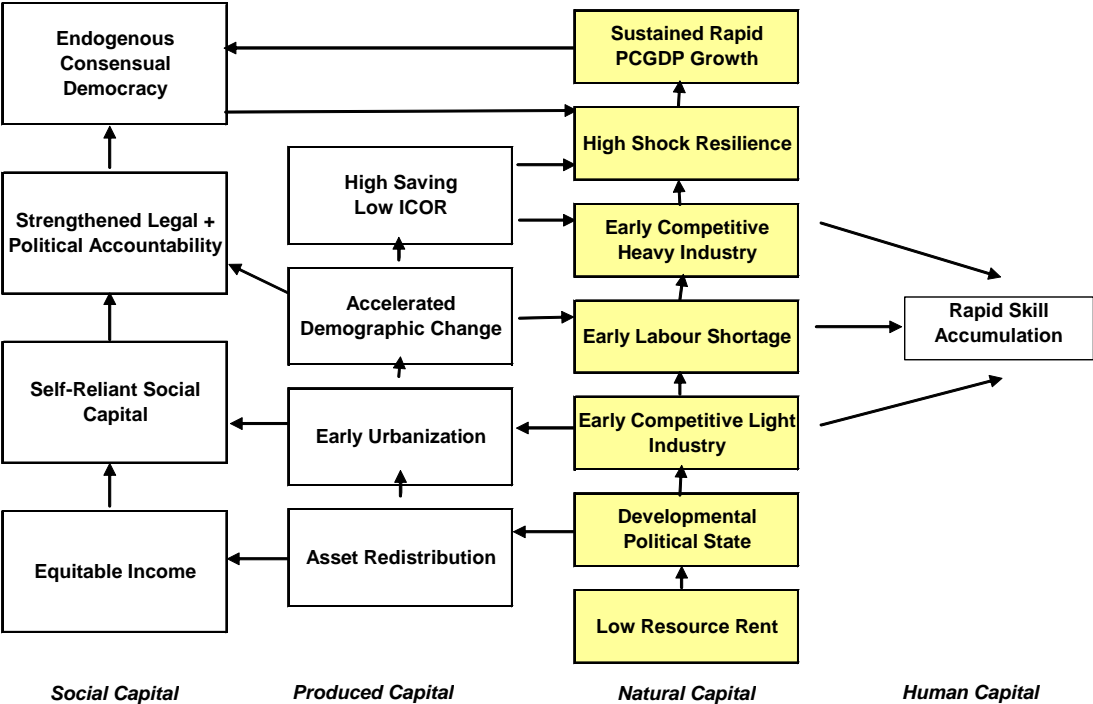 Endogenous
Consensual
Democracy
Sustained Rapid
PCGDP Growth
High Shock Resilience
High Saving
Low ICOR
Strengthened Legal +
Political Accountability
Early Competitive
Heavy Industry
Accelerated
Demographic Change
Early Labour Shortage
Rapid Skill
Accumulation
Self-Reliant Social
Capital
Early Urbanization
Early Competitive Light
Industry
Developmental
Political State
Equitable Income
Asset Redistribution
Low Resource Rent
Social Capital
Produced Capital
Natural Capital
Human Capital